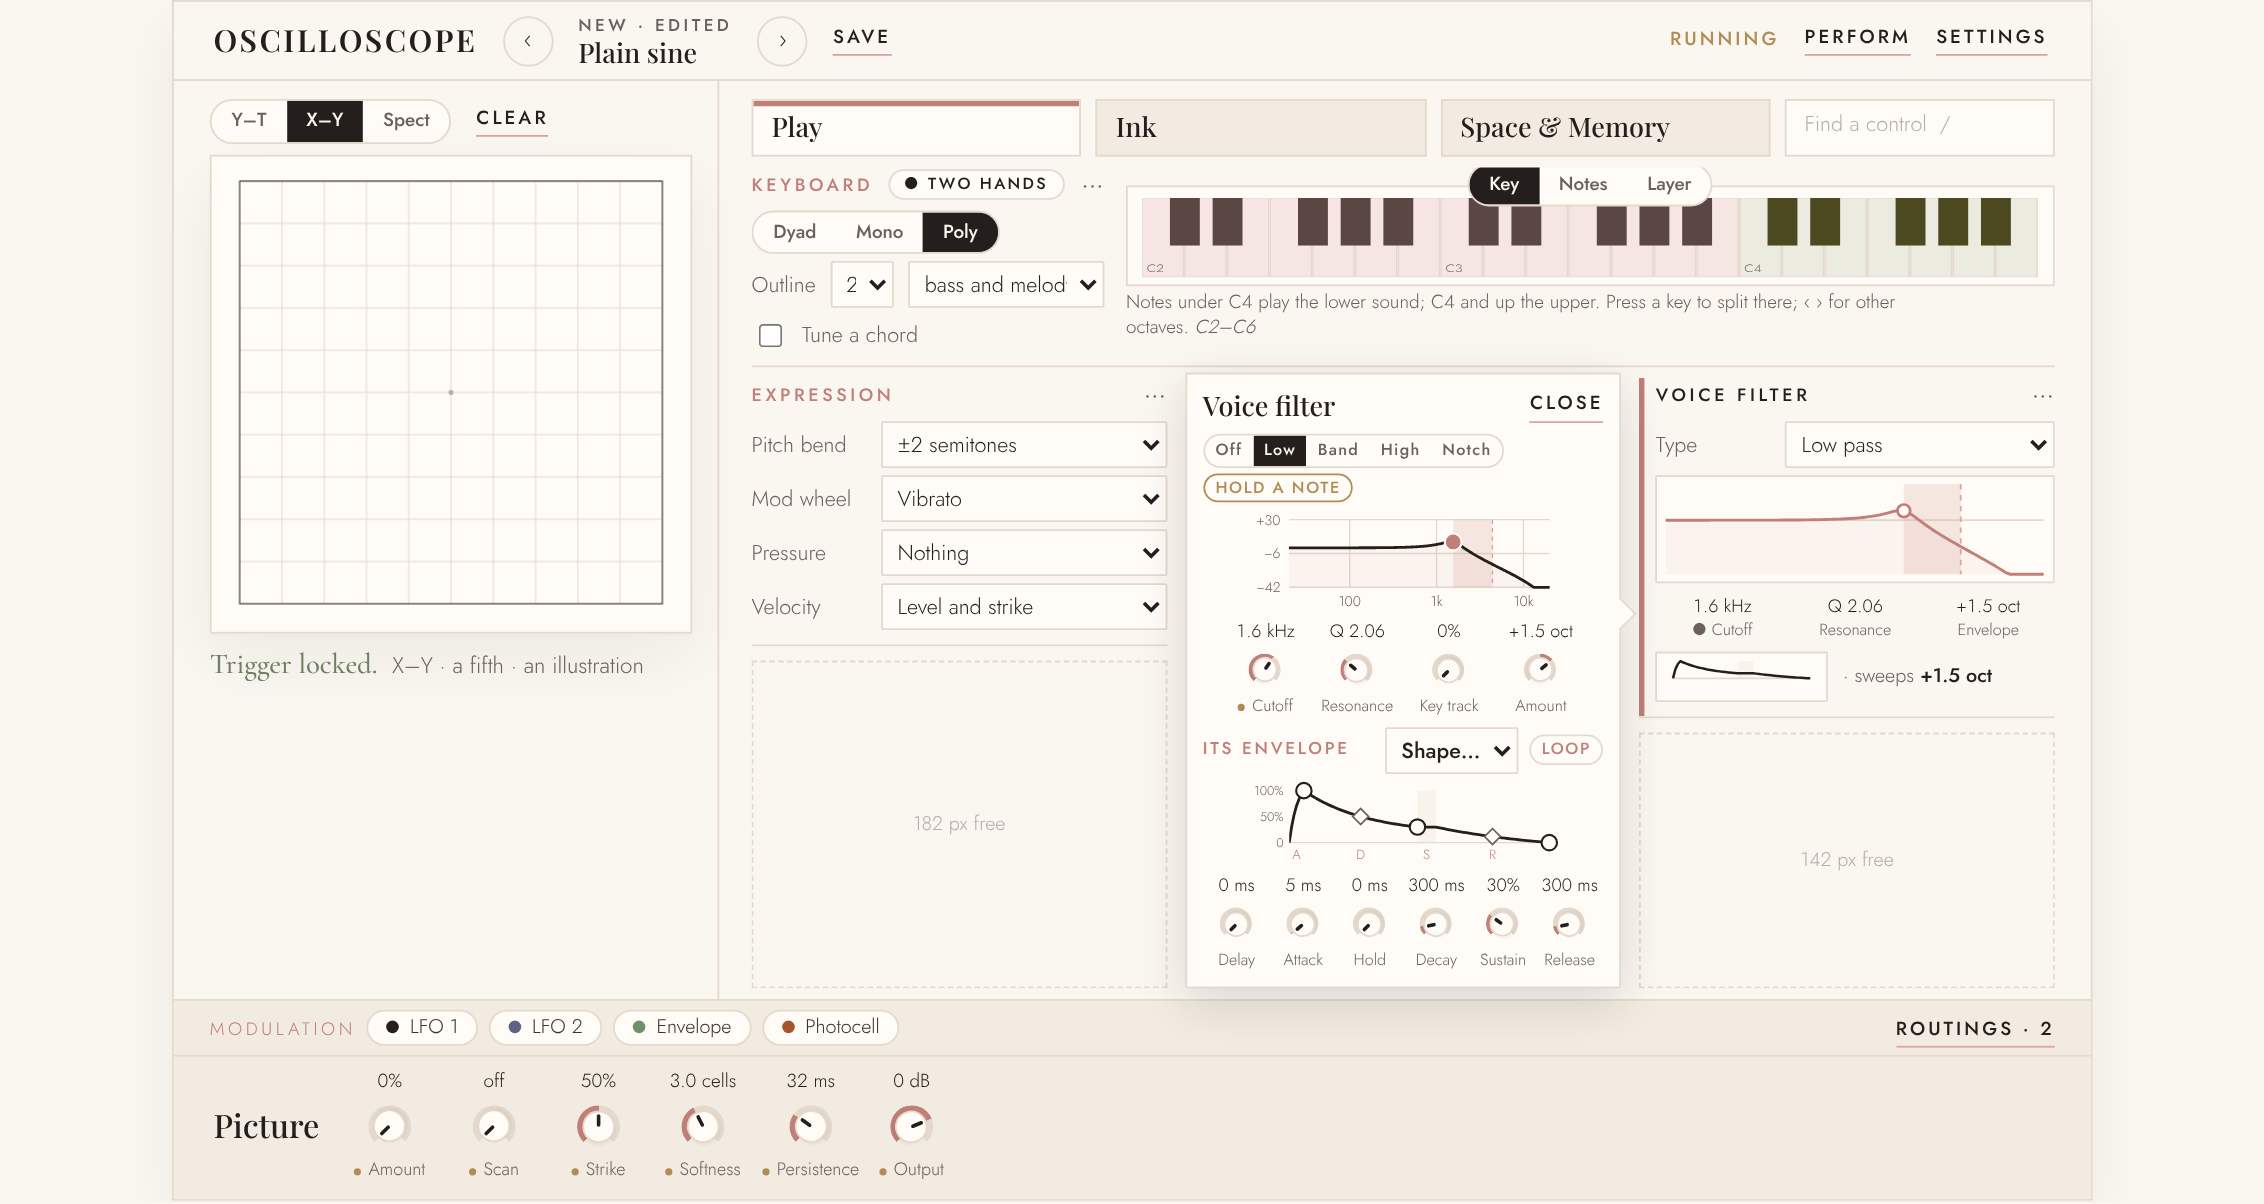 OSCILLOSCOPE
‹
NEW · EDITED
Plain sine
›
SAVE
RUNNING
PERFORM
SETTINGS
Y–T
X–Y
Spect
CLEAR
Play
Ink
Space & Memory
Find a control /
KEYBOARD
TWO HANDS
...
Key
Notes
Layer
Dyad
Mono
Poly
C2
C3
C4
Outline
2
bass and melod
Notes under C4 play the lower sound; C4 and up the upper. Press a key to split there; ‹ › for other
octaves. C2–C6
Tune a chord
EXPRESSION
...
Pitch bend
±2 semitones
Mod wheel
Vibrato
Pressure
Nothing
Velocity
Level and strike
182 px free
Voice filter
CLOSE
Off
Low
Band
High
Notch
HOLD A NOTE
+30
−6
−42
100
1k
10k
1.6 kHz
Q 2.06
0%
+1.5 oct
Cutoff
Resonance
Key track
Amount
ITS ENVELOPE
Shape...
LOOP
100%
50%
0
A
D
S
R
0 ms
5 ms
0 ms
300 ms
30%
300 ms
Delay
Attack
Hold
Decay
Sustain
Release
VOICE FILTER
...
Type
Low pass
1.6 kHz
Q 2.06
+1.5 oct
Cutoff
Resonance
Envelope
· sweeps +1.5 oct
142 px free
Trigger locked. X–Y · a fifth · an illustration
MODULATION
LFO 1
LFO 2
Envelope
Photocell
ROUTINGS · 2
Picture
0%
off
50%
3.0 cells
32 ms
0 dB
Amount
Scan
Strike
Softness
Persistence
Output